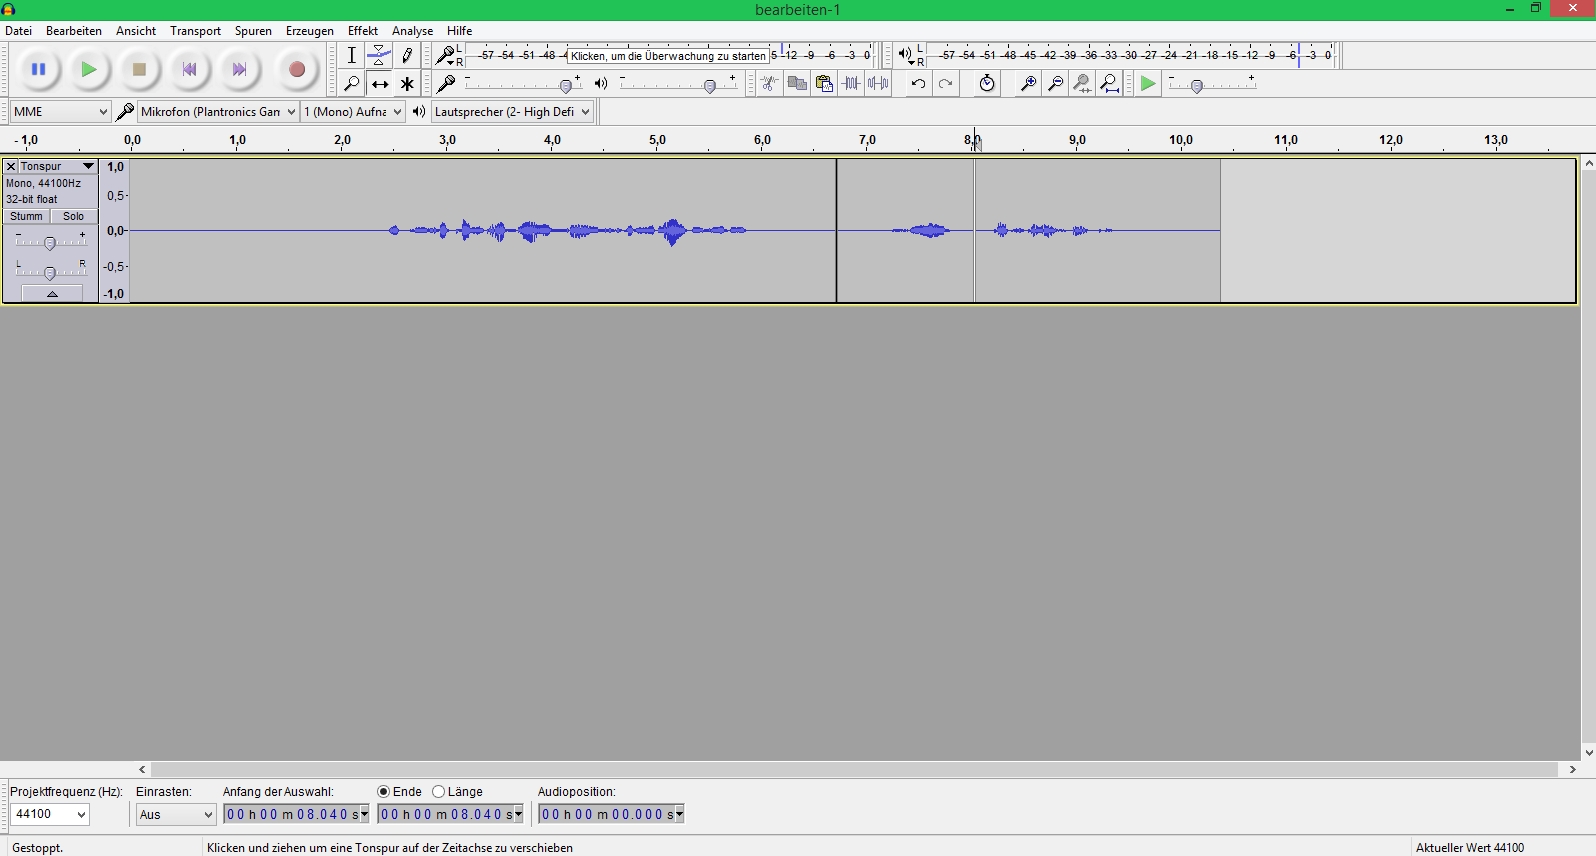 bearbeiten-1
Datei Bearbeiten Ansicht Transport Spuren Erzeugen Effekt Analyse Hilfe
L
R
-57 -54 -51 -48 -45 -4
Klicken, um die Überwachung zu starten
5 -12 -9 -6 -3 0
L
R
-57 -54 -51 -48 -45 -42 -39 -36 -33 -30 -27 -24 -21 -18 -15 -12 -9 -6 -3 0
- + - +
- +
MME
Mikrofon (Plantronics Gan
1 (Mono) Aufna
Lautsprecher (2- High Defi
-1,0 0,0 1,0 2,0 3,0 4,0 5,0 6,0 7,0 8,0 9,0 10,0 11,0 12,0 13,0
Tonspur
Mono, 44100Hz
32-bit float
Stumm Solo
- +
L R
1,0
0,5-
0,0-
-0,5-
-1,0
Projektfrequenz (Hz): Einrasten: Anfang der Auswahl: Ende Länge Audioposition:
44100 Aus 00 h 00 m 08.040 s 00 h 00 m 08.040 s 00 h 00 m 00.000 s
Gestoppt. Klicken und ziehen um eine Tonspur auf der Zeitachse zu verschieben Aktueller Wert 44100